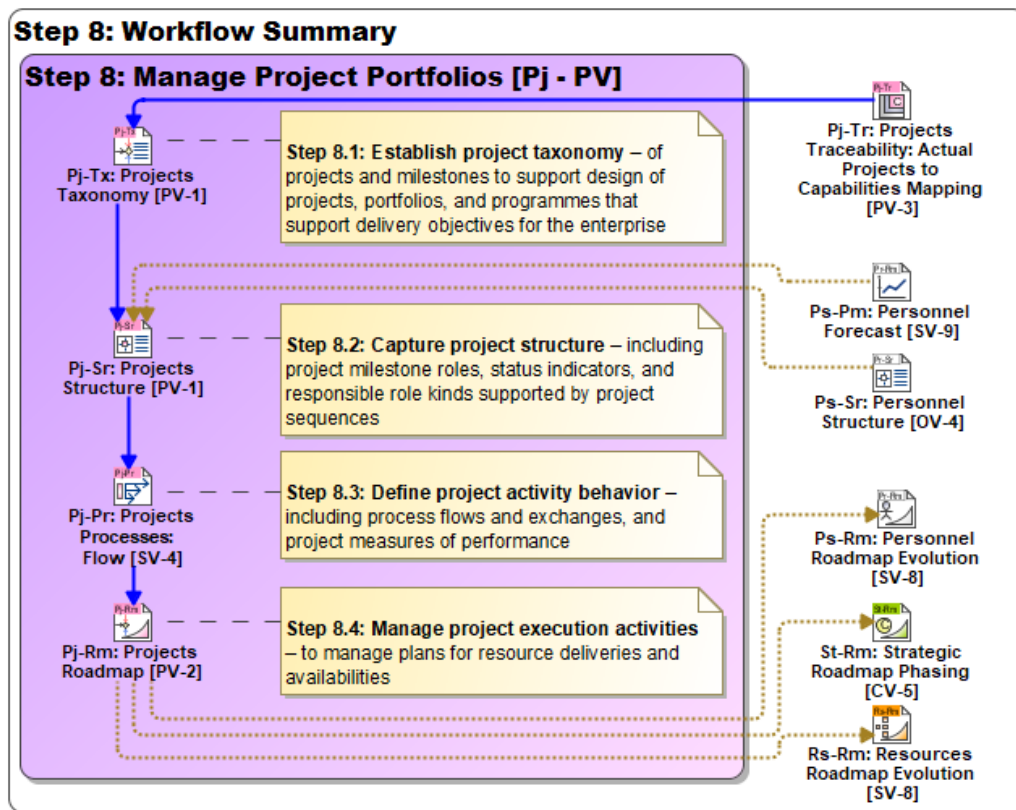 Step 8: Workflow Summary
Step 8: Manage Project Portfolios [Pj - PV]
Pj-Tx
Pj-Tx: Projects
Taxonomy [PV-1]
Step 8.1: Establish project taxonomy – of
projects and milestones to support design of
projects, portfolios, and programmes that
support delivery objectives for the enterprise
Pj-Tr
C
Pj-Tr: Projects
Traceability: Actual
Projects to
Capabilities Mapping
[PV-3]
Pj-Sr
Pj-Sr: Projects
Structure [PV-1]
Step 8.2: Capture project structure – including
project milestone roles, status indicators, and
responsible role kinds supported by project
sequences
Pr-Rm
Ps-Pm: Personnel
Forecast [SV-9]
Pr-Sr
Ps-Sr: Personnel
Structure [OV-4]
Pj-Pr
Pj-Pr: Projects
Processes:
Flow [SV-4]
Step 8.3: Define project activity behavior –
including process flows and exchanges, and
project measures of performance
Pr-Rm
Ps-Rm: Personnel
Roadmap Evolution
[SV-8]
Pj-Rm
Pj-Rm: Projects
Roadmap [PV-2]
Step 8.4: Manage project execution activities
– to manage plans for resource deliveries and
availabilities
St-Rm
C
St-Rm: Strategic
Roadmap Phasing
[CV-5]
Rs-Rm
Rs-Rm: Resources
Roadmap Evolution
[SV-8]